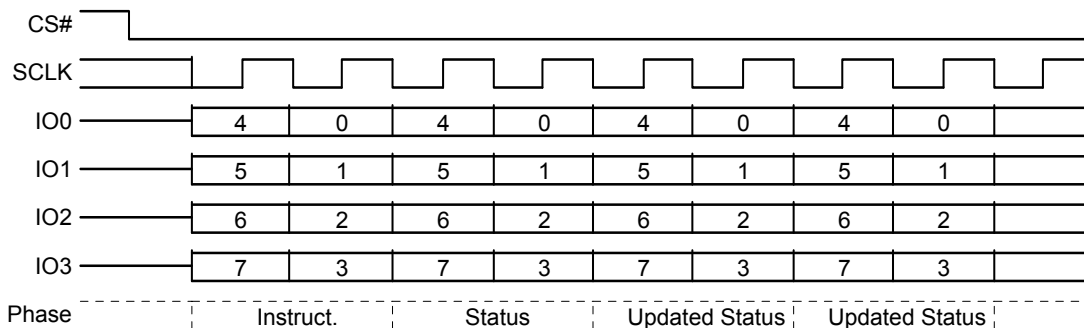 CS#
SCLK
IO0 4 0 4 0 4 0 4 0
IO1 5 1 5 1 5 1 5 1
IO2 6 2 6 2 6 2 6 2
IO3 7 3 7 3 7 3 7 3
Phase Instruct. Status Updated Status Updated Status